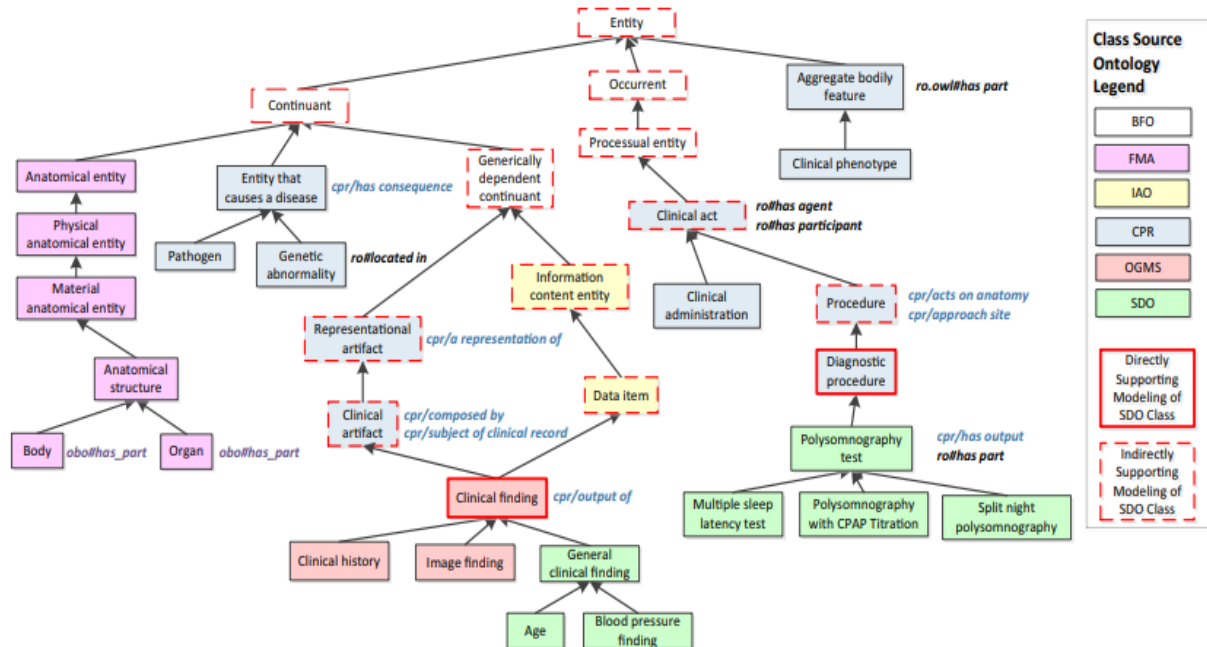 Entity
Class Source
Ontology
Legend
Occurrent
Aggregate bodily
feature
ro.owl#has part
Continuant
BFO
Processual entity
Clinical phenotype
FMA
Anatomical entity
Entity that
causes a disease
cpr/has consequence
Generically
dependent
continuant
IAO
Physical
anatomical entity
Clinical act
ro#has agent
ro#has participant
CPR
Pathogen
Genetic
abnormality
ro#located in
OGMS
Material
anatomical entity
Information
content entity
Clinical
administration
Procedure
cpr/acts on anatomy
cpr/approach site
SDO
Representational
artifact
cpr/a representation of
Anatomical
structure
Diagnostic
procedure
Directly
Supporting
Modeling of
SDO Class
Clinical
artifact
cpr/composed by
cpr/subject of clinical record
Data item
Body
obo#has_part
Organ
obo#has_part
Polysomnography
test
cpr/has output
ro#has part
Indirectly
Supporting
Modeling of
SDO Class
Clinical finding
cpr/output of
Multiple sleep
latency test
Polysomnography
with CPAP Titration
Split night
polysomnography
Clinical history
Image finding
General
clinical finding
Age
Blood pressure
finding